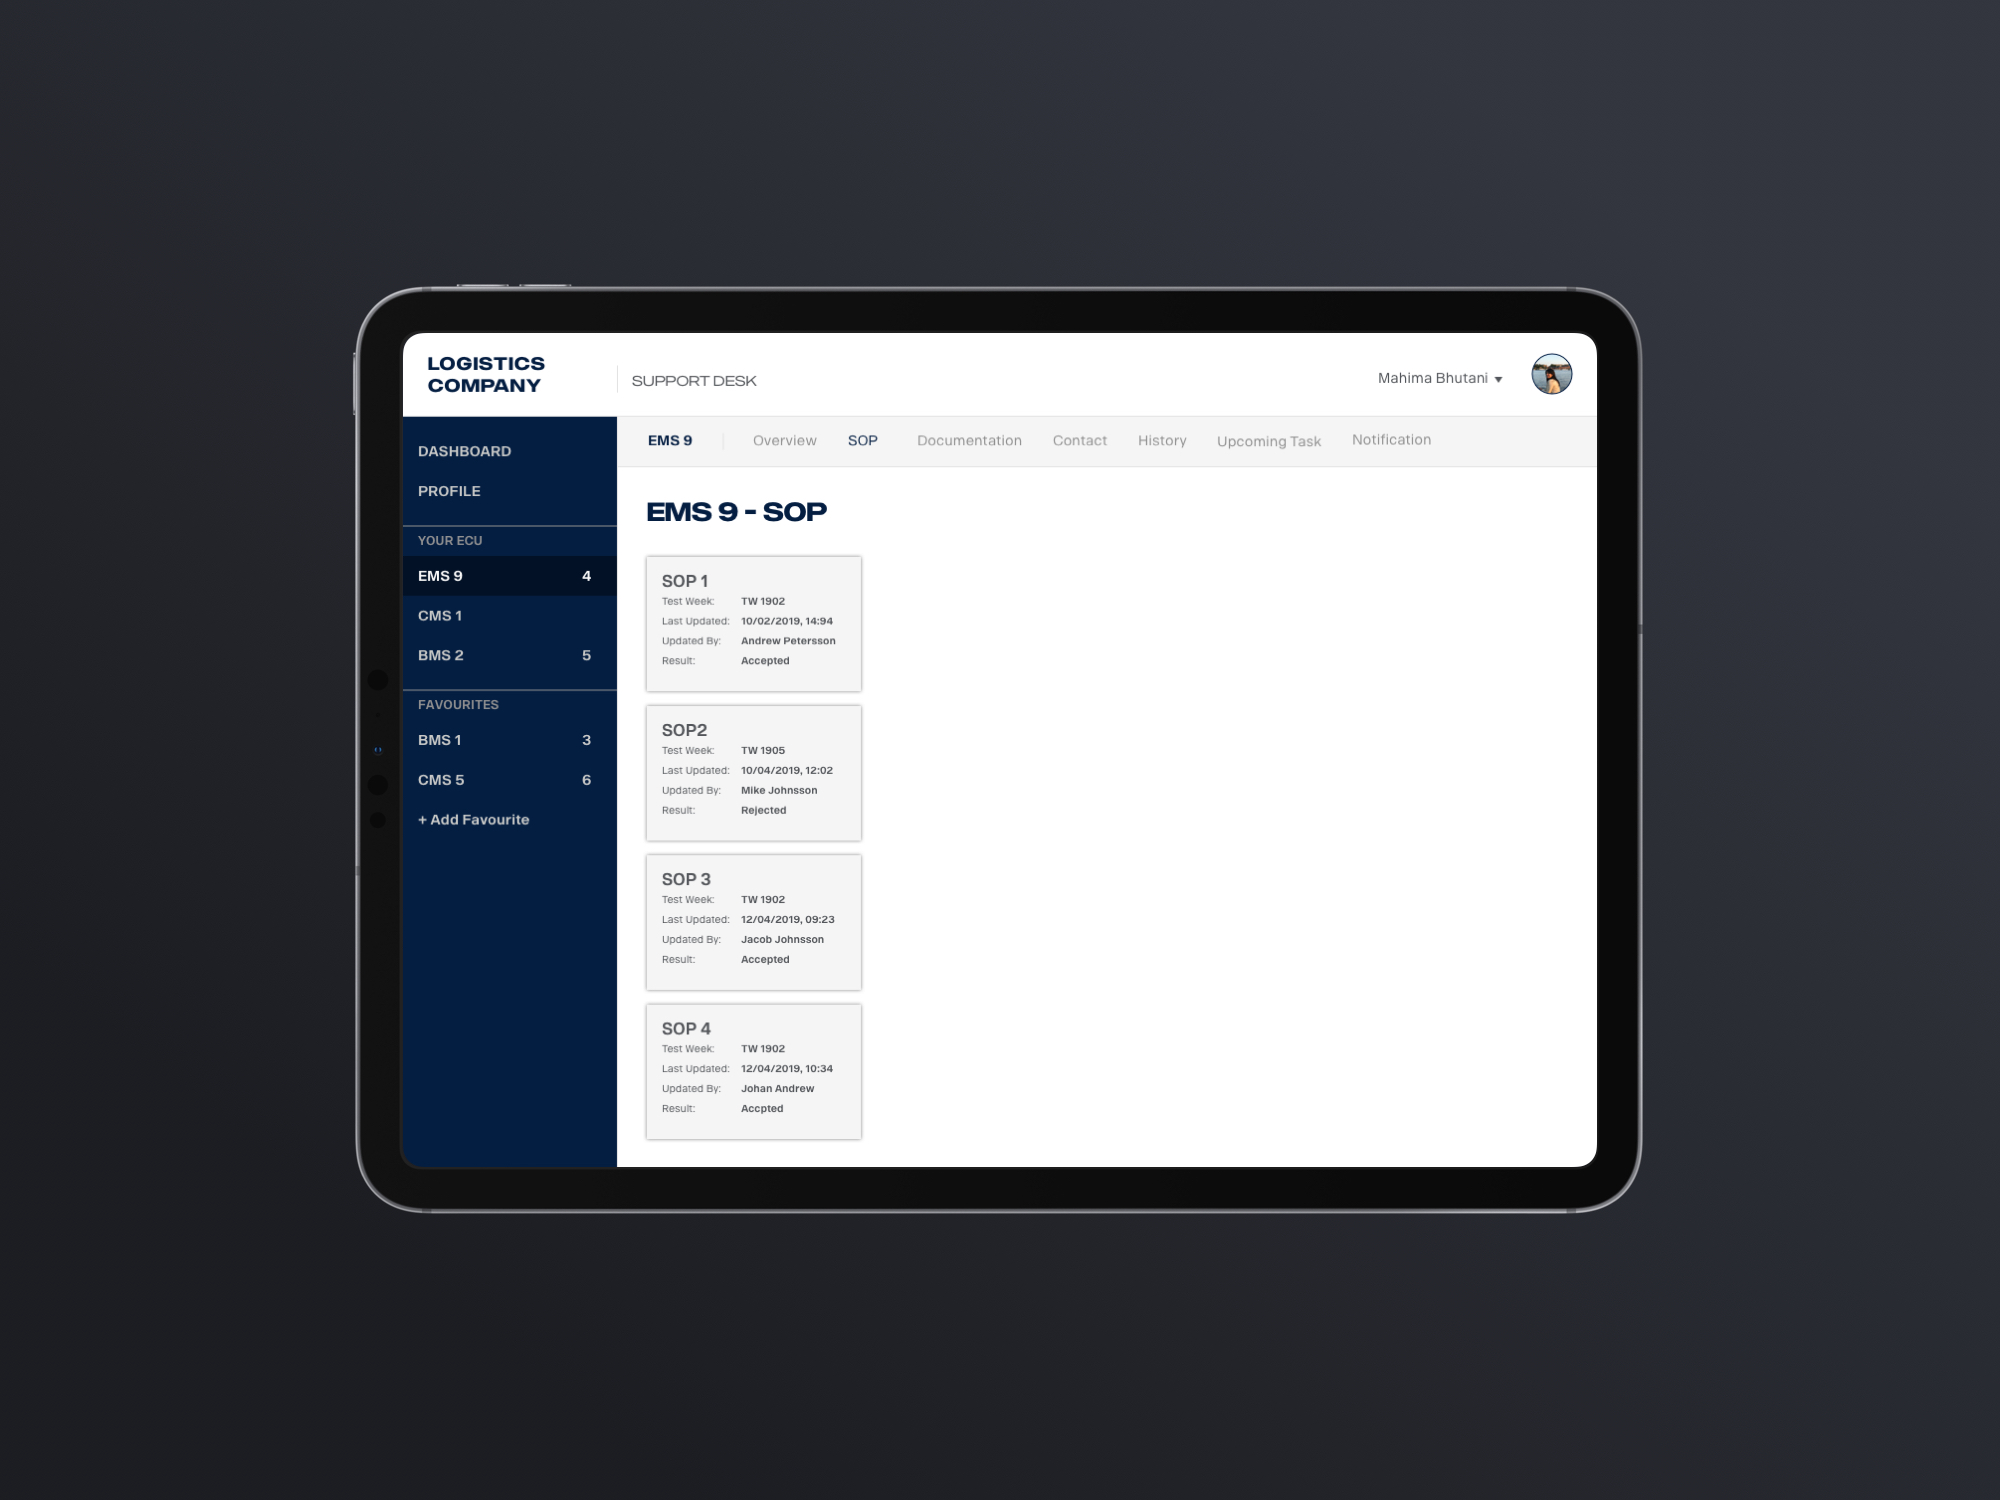 LOGISTICS
COMPANY
SUPPORT DESK
Mahima Bhutani
DASHBOARD
PROFILE
YOUR ECU
EMS 9 4
CMS 1
BMS 2 5
FAVOURITES
BMS 1 3
CMS 5 6
+ Add Favourite
EMS 9 Overview SOP Documentation Contact History Upcoming Task Notification
EMS 9 - SOP
SOP 1
Test Week: TW 1902
Last Updated: 10/02/2019, 14:94
Updated By: Andrew Petersson
Result: Accepted
SOP2
Test Week: TW 1905
Last Updated: 10/04/2019, 12:02
Updated By: Mike Johnsson
Result: Rejected
SOP 3
Test Week: TW 1902
Last Updated: 12/04/2019, 09:23
Updated By: Jacob Johnsson
Result: Accepted
SOP 4
Test Week: TW 1902
Last Updated: 12/04/2019, 10:34
Updated By: Johan Andrew
Result: Accpted